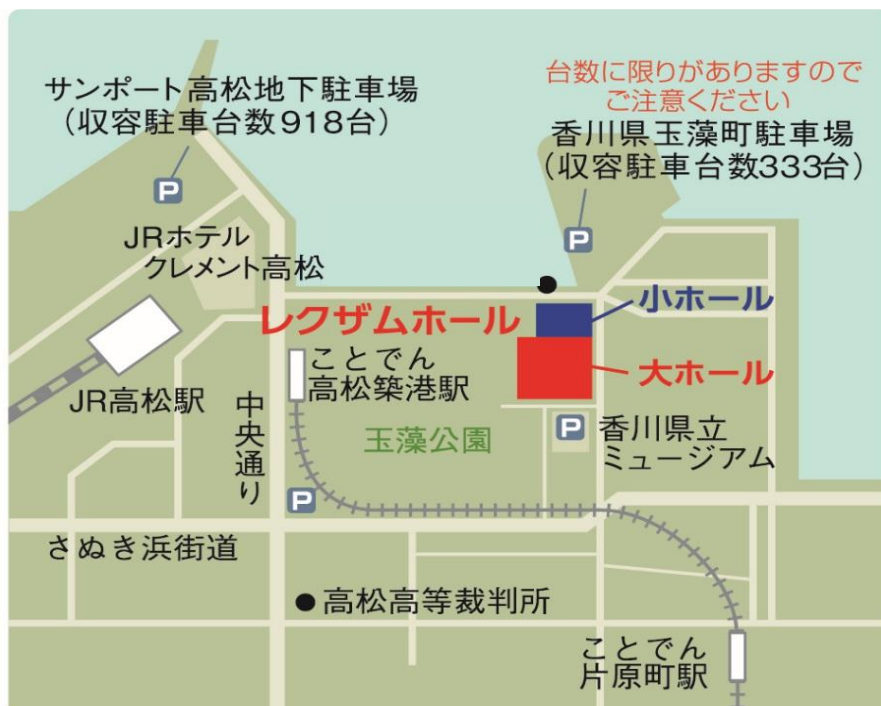 サンポート高松地下駐車場
（収容駐車台数918台）
台数に限りがありますので
ご注意ください
香川県玉藻町駐車場
（収容駐車台数333台）
P
P
JRホテル
クレメント高松
レクザムホール
小ホール
大ホール
ことでん
高松築港駅
JR高松駅
中央通り
玉藻公園
P
香川県立
ミュージアム
P
さぬき浜街道
高松高等裁判所
ことでん
片原町駅